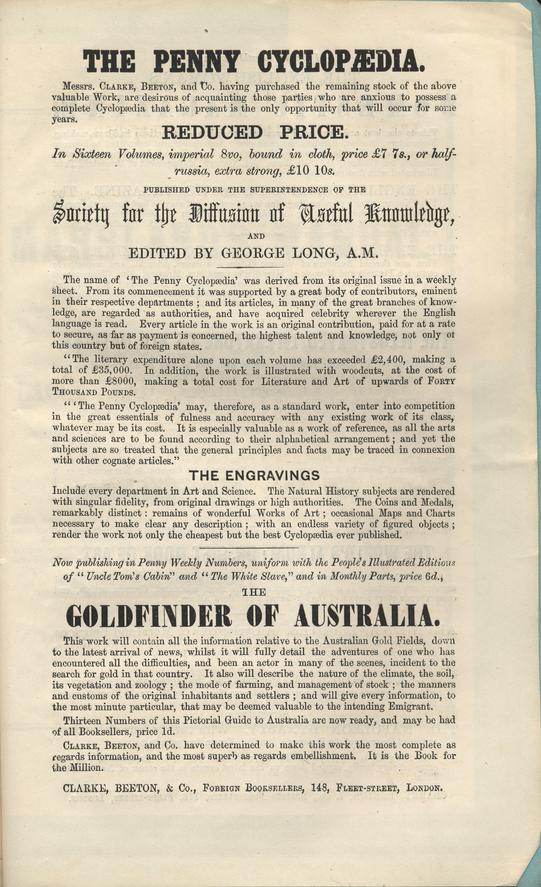 THE PENNY CYCLOPÆDIA.
Messrs. CLARKE, BEETON, and Co. having purchased the remaining stock of the above
valuable Work, are desirous of acquainting those parties who are anxious to possess a
complete Cyclopædia that the present is the only opportunity that will occur for some
years.
REDUCED PRICE.
In Sixteen Volumes, imperial 8vo, bound in cloth, price £7 7s., or half-
russia, extra strong, £10 10s.
PUBLISHED UNDER THE SUPERINTENDENCE OF THE
Society for the Diffusion of Useful Knowledge,
AND
EDITED BY GEORGE LONG, A.M.
The name of 'The Penny Cyclopædia' was derived from its original issue in a weekly
sheet. From its commencement it was supported by a great body of contributors, eminent
in their respective departments ; and its articles, in many of the great branches of know-
ledge, are regarded as authorities, and have acquired celebrity wherever the English
language is read. Every article in the work is an original contribution, paid for at a rate
to secure, as far as payment is concerned, the highest talent and knowledge, not only of
this country but of foreign states.
"The literary expenditure alone upon each volume has exceeded £2,400, making a
total of £35,000. In addition, the work is illustrated with woodcuts, at the cost of
more than £8000, making a total cost for Literature and Art of upwards of FORTY
THOUSAND POUNDS.
"'The Penny Cyclopædia' may, therefore, as a standard work, enter into competition
in the great essentials of fulness and accuracy with any existing work of its class,
whatever may be its cost. It is especially valuable as a work of reference, as all the arts
and sciences are to be found according to their alphabetical arrangement ; and yet the
subjects are so treated that the general principles and facts may be traced in connexion
with other cognate articles."
THE ENGRAVINGS
Include every department in Art and Science. The Natural History subjects are rendered
with singular fidelity, from original drawings or high authorities. The Coins and Medals,
remarkably distinct : remains of wonderful Works of Art ; occasional Maps and Charts
necessary to make clear any description ; with an endless variety of figured objects ;
render the work not only the cheapest but the best Cyclopædia ever published.
Now publishing in Penny Weekly Numbers, uniform with the People's Illustrated Editions
of "Uncle Tom's Cabin" and "The White Slave," and in Monthly Parts, price 6d.,
THE
GOLDFINDER OF AUSTRALIA.
This work will contain all the information relative to the Australian Gold Fields, down
to the latest arrival of news, whilst it will fully detail the adventures of one who has
encountered all the difficulties, and been an actor in many of the scenes, incident to the
search for gold in that country. It also will describe the nature of the climate, the soil,
its vegetation and zoology ; the mode of farming, and management of stock ; the manners
and customs of the original inhabitants and settlers ; and will give every information, to
the most minute particular, that may be deemed valuable to the intending Emigrant.
Thirteen Numbers of this Pictorial Guide to Australia are now ready, and may be had
of all Booksellers, price 1d.
CLARKE, BEETON, and Co. have determined to make this work the most complete as
regards information, and the most superb as regards embellishment. It is the Book for
the Million.
CLARKE, BEETON, & Co., FOREIGN BOOKSELLERS, 148, FLEET-STREET, LONDON.